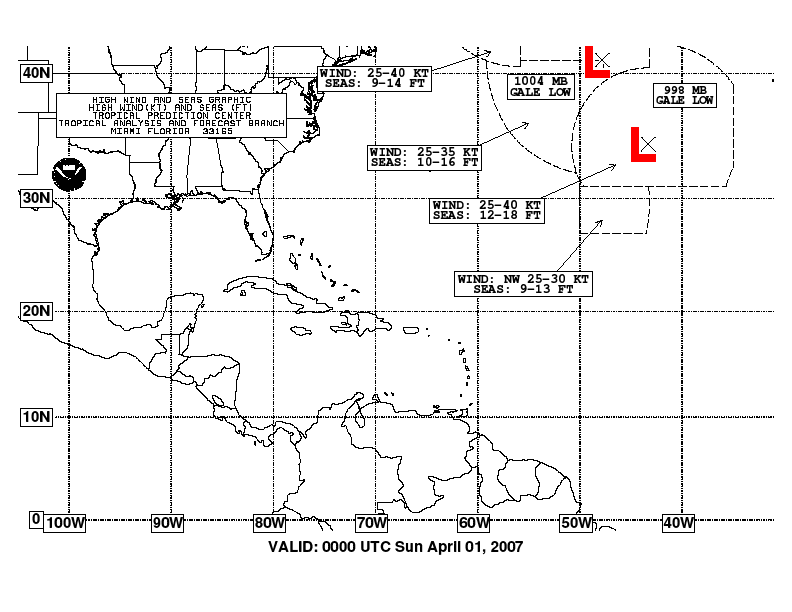 40N
WIND: 25-40 KT
SEAS: 9-14 FT
1004 MB
GALE LOW
L
998 MB
GALE LOW
HIGH WIND AND SEAS GRAPHIC
HIGH WIND(KT) AND SEAS (FT)
TROPICAL PREDICTION CENTER
TROPICAL ANALYSIS AND FORECAST BRANCH
MIAMI FLORIDA 33165
WIND: 25-35 KT
SEAS: 10-16 FT
L
30N
WIND: 25-40 KT
SEAS: 12-18 FT
WIND: NW 25-30 KT
SEAS: 9-13 FT
20N
10N
0
100W 90W 80W 70W 60W 50W 40W
VALID: 0000 UTC Sun April 01, 2007